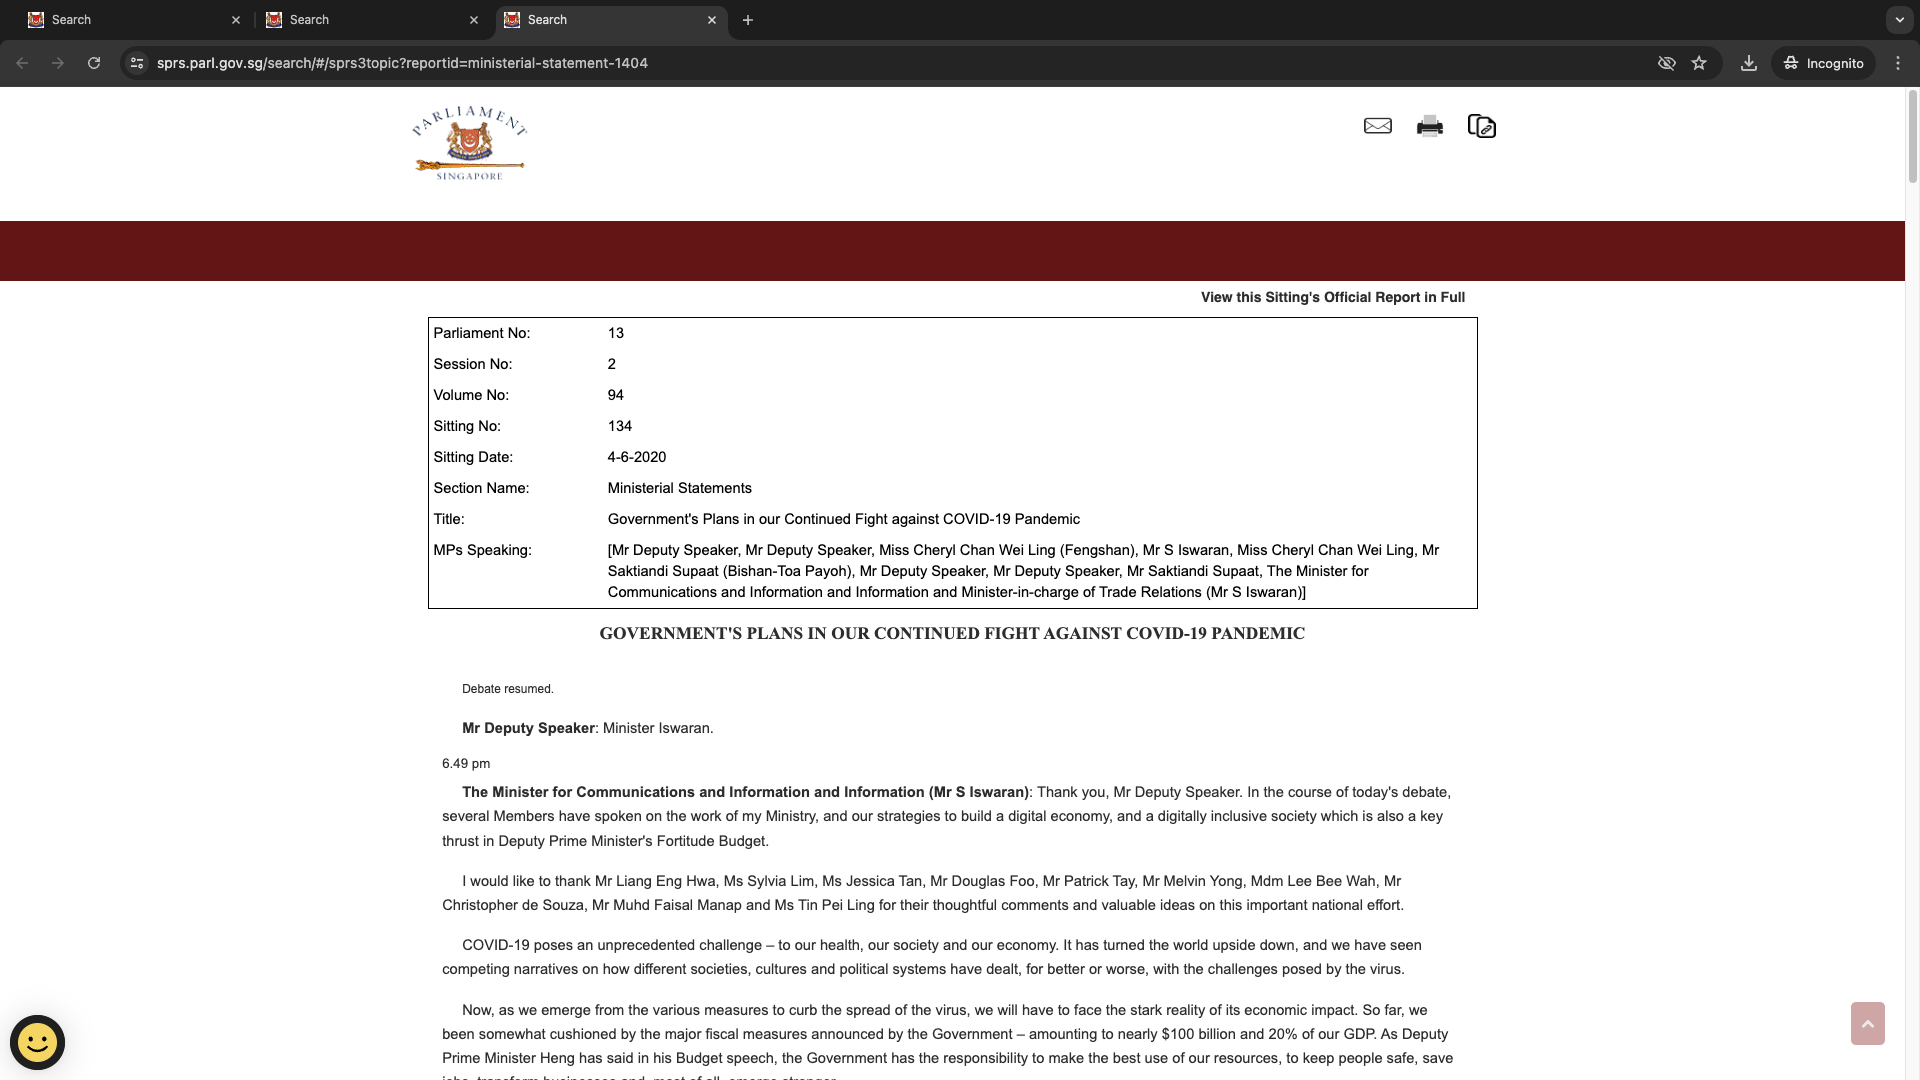 Search
Search
Search
sprs.parl.gov.sg/search/#/sprs3topic?reportid=ministerial-statement-1404
Incognito
PARLIAMENT
SINGAPORE
View this Sitting's Official Report in Full
Parliament No: 13
Session No: 2
Volume No: 94
Sitting No: 134
Sitting Date: 4-6-2020
Section Name: Ministerial Statements
Title: Government's Plans in our Continued Fight against COVID-19 Pandemic
MPs Speaking: [Mr Deputy Speaker, Mr Deputy Speaker, Miss Cheryl Chan Wei Ling (Fengshan), Mr S Iswaran, Miss Cheryl Chan Wei Ling, Mr
Saktiandi Supaat (Bishan-Toa Payoh), Mr Deputy Speaker, Mr Deputy Speaker, Mr Saktiandi Supaat, The Minister for
Communications and Information and Information and Minister-in-charge of Trade Relations (Mr S Iswaran)]
GOVERNMENT'S PLANS IN OUR CONTINUED FIGHT AGAINST COVID-19 PANDEMIC
Debate resumed.
Mr Deputy Speaker: Minister Iswaran.
6.49 pm
The Minister for Communications and Information and Information (Mr S Iswaran): Thank you, Mr Deputy Speaker. In the course of today's debate,
several Members have spoken on the work of my Ministry, and our strategies to build a digital economy, and a digitally inclusive society which is also a key
thrust in Deputy Prime Minister's Fortitude Budget.
I would like to thank Mr Liang Eng Hwa, Ms Sylvia Lim, Ms Jessica Tan, Mr Douglas Foo, Mr Patrick Tay, Mr Melvin Yong, Mdm Lee Bee Wah, Mr
Christopher de Souza, Mr Muhd Faisal Manap and Ms Tin Pei Ling for their thoughtful comments and valuable ideas on this important national effort.
COVID-19 poses an unprecedented challenge – to our health, our society and our economy. It has turned the world upside down, and we have seen
competing narratives on how different societies, cultures and political systems have dealt, for better or worse, with the challenges posed by the virus.
Now, as we emerge from the various measures to curb the spread of the virus, we will have to face the stark reality of its economic impact. So far, we
been somewhat cushioned by the major fiscal measures announced by the Government – amounting to nearly $100 billion and 20% of our GDP. As Deputy
Prime Minister Heng has said in his Budget speech, the Government has the responsibility to make the best use of our resources, to keep people safe, save